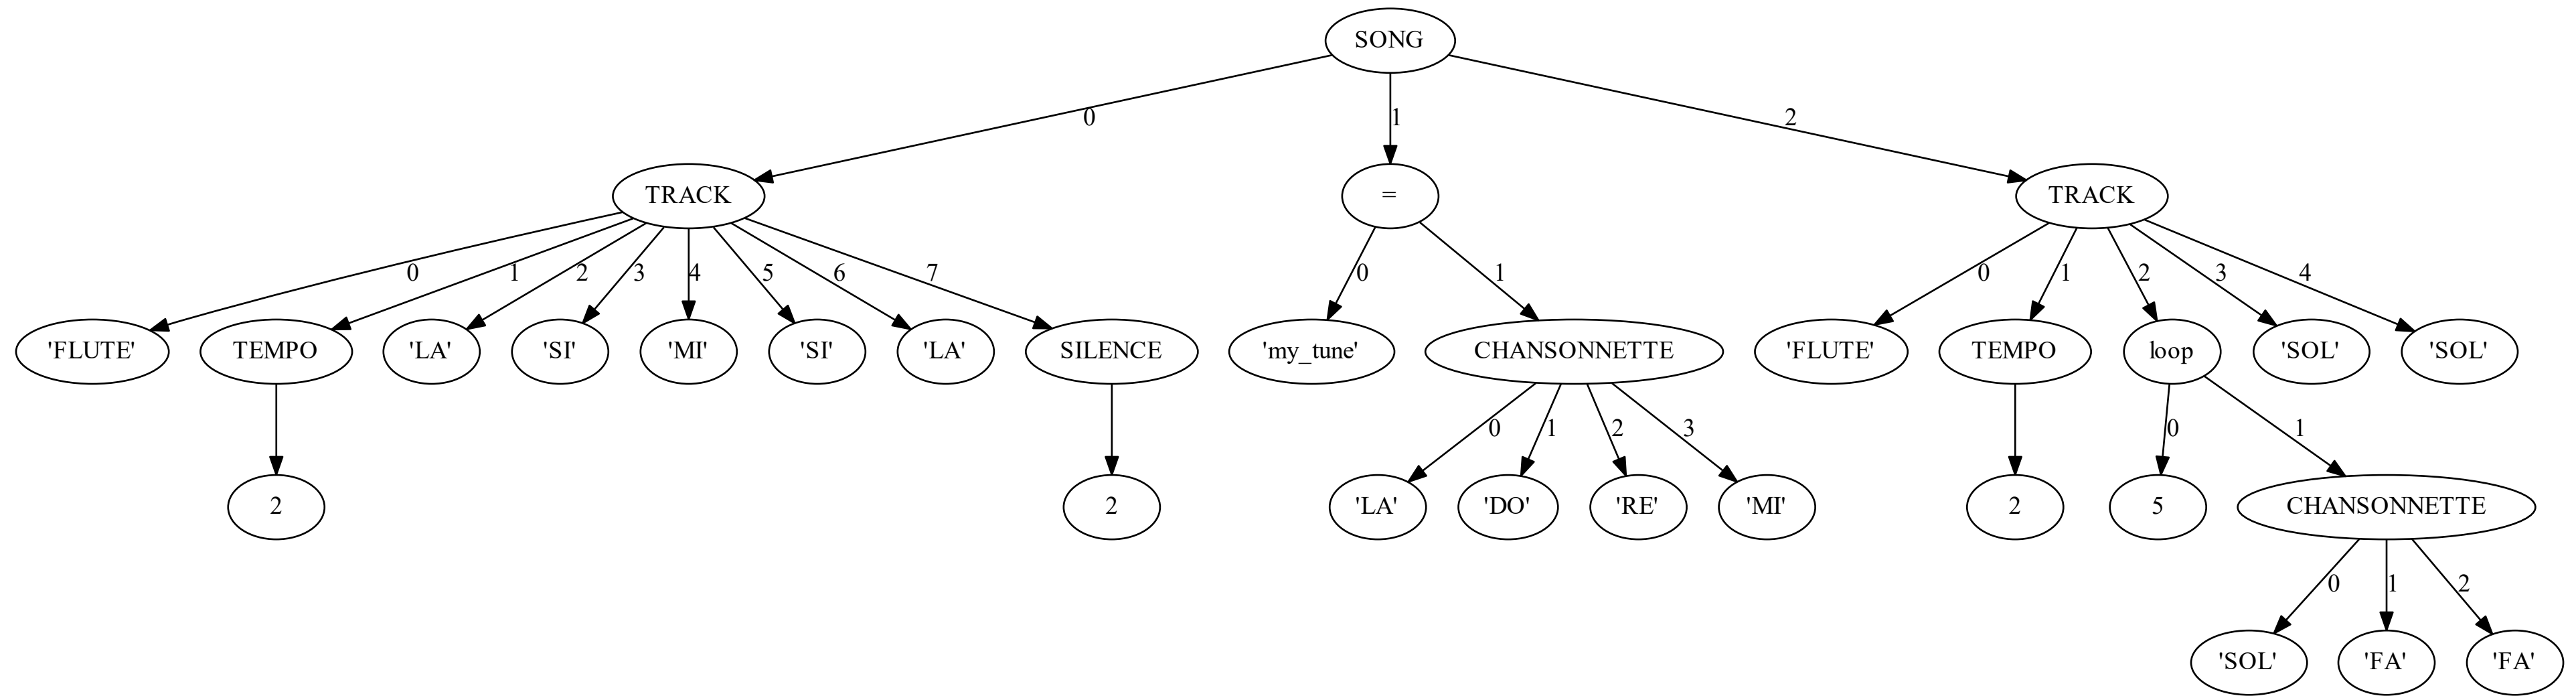 SONG
0
1
2
TRACK
=
TRACK
0
1
2
3
4
5
6
7
0
1
0
1
2
3
4
'FLUTE'
TEMPO
'LA'
'SI'
'MI'
'SI'
'LA'
SILENCE
'my_tune'
CHANSONNETTE
'FLUTE'
TEMPO
loop
'SOL'
'SOL'
0
1
2
3
0
1
2
2
'LA'
'DO'
'RE'
'MI'
2
5
CHANSONNETTE
0
1
2
'SOL'
'FA'
'FA'